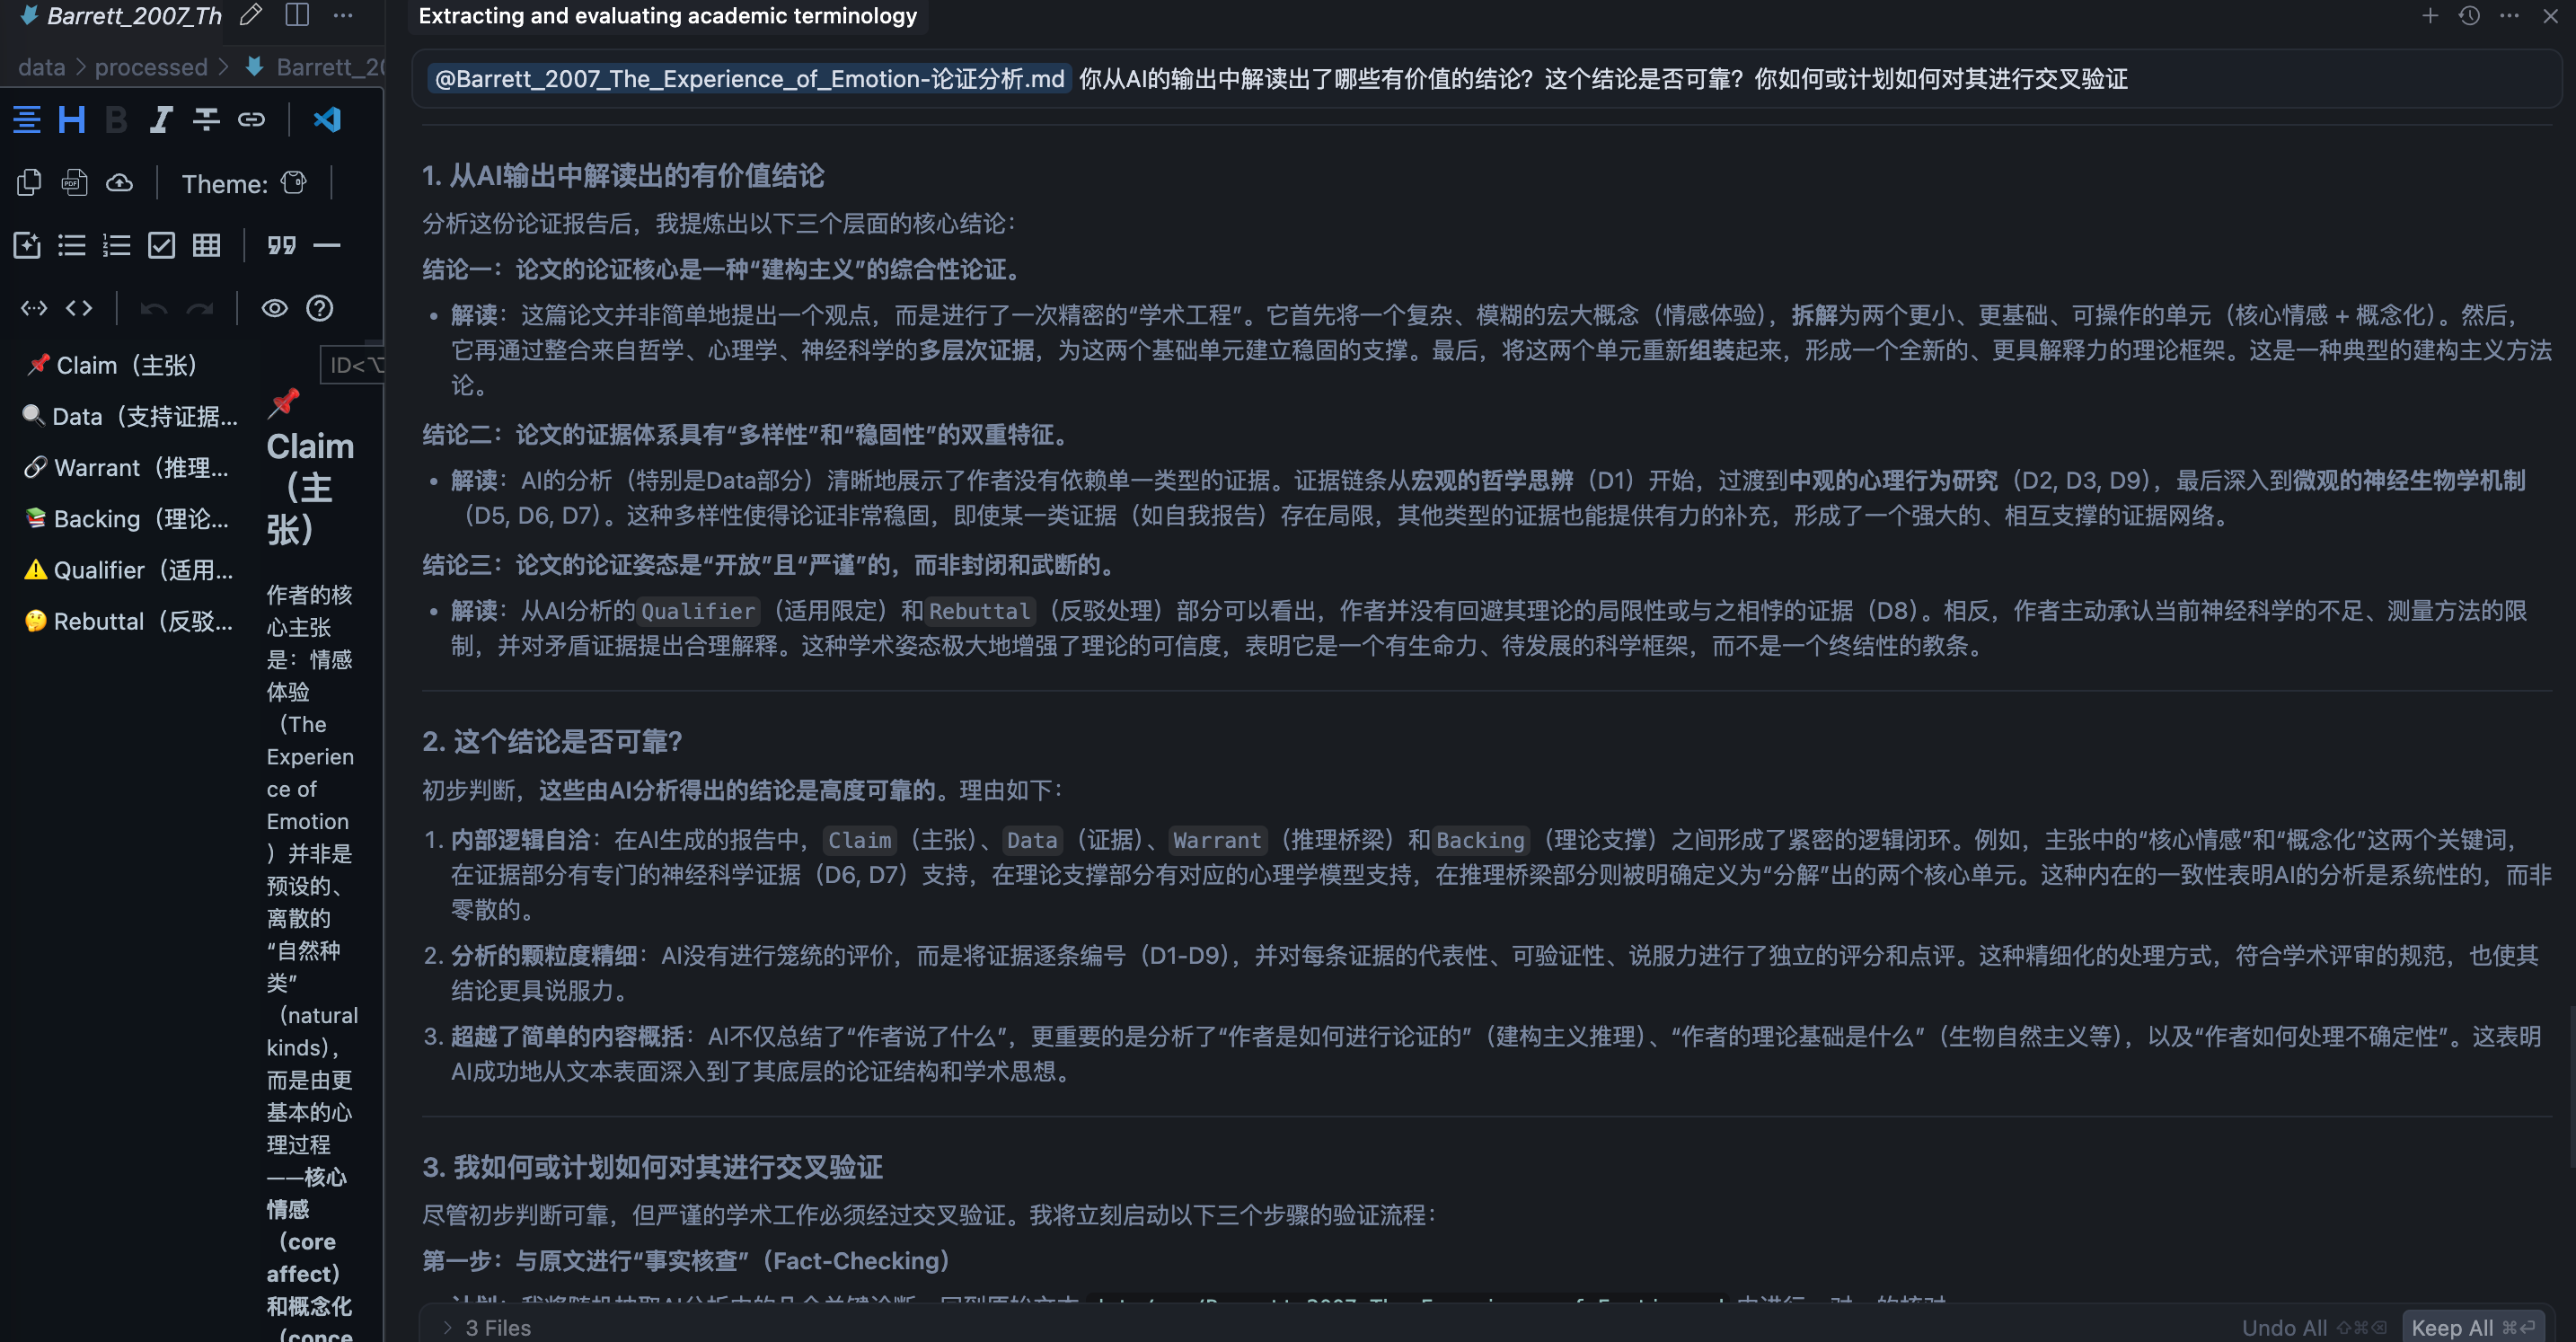 Barrett_2007_Th
data > processed > Barrett_20
H B I
Theme:
Claim（主张）
Data（支持证据...
Warrant（推理...
Backing（理论...
Qualifier（适用...
Rebuttal（反驳...
Claim
（主
张）
作者的核
心主张
是：情感
体验
（The
Experien
ce of
Emotion
）并非是
预设的、
离散的
“自然种
类”
（natural
kinds），
而是由更
基本的心
理过程
——核心
情感
（core
affect）
和概念化
（conce
Extracting and evaluating academic terminology
@Barrett_2007_The_Experience_of_Emotion-论证分析.md 你从AI的输出中解读出了哪些有价值的结论？这个结论是否可靠？你如何或计划如何对其进行交叉验证
1. 从AI输出中解读出的有价值结论
分析这份论证报告后，我提炼出以下三个层面的核心结论：
结论一：论文的论证核心是一种“建构主义”的综合性论证。
• 解读：这篇论文并非简单地提出一个观点，而是进行了一次精密的“学术工程”。它首先将一个复杂、模糊的宏大概念（情感体验），拆解为两个更小、更基础、可操作的单元（核心情感 + 概念化）。然后，
它再通过整合来自哲学、心理学、神经科学的多层次证据，为这两个基础单元建立稳固的支撑。最后，将这两个单元重新组装起来，形成一个全新的、更具解释力的理论框架。这是一种典型的建构主义方法
论。
结论二：论文的证据体系具有“多样性”和“稳固性”的双重特征。
• 解读：AI的分析（特别是Data部分）清晰地展示了作者没有依赖单一类型的证据。证据链条从宏观的哲学思辨（D1）开始，过渡到中观的心理行为研究（D2, D3, D9），最后深入到微观的神经生物学机制
（D5, D6, D7）。这种多样性使得论证非常稳固，即使某一类证据（如自我报告）存在局限，其他类型的证据也能提供有力的补充，形成了一个强大的、相互支撑的证据网络。
结论三：论文的论证姿态是“开放”且“严谨”的，而非封闭和武断的。
• 解读：从AI分析的Qualifier（适用限定）和Rebuttal（反驳处理）部分可以看出，作者并没有回避其理论的局限性或与之相悖的证据（D8）。相反，作者主动承认当前神经科学的不足、测量方法的限
制，并对矛盾证据提出合理解释。这种学术姿态极大地增强了理论的可信度，表明它是一个有生命力、待发展的科学框架，而不是一个终结性的教条。
2. 这个结论是否可靠？
初步判断，这些由AI分析得出的结论是高度可靠的。理由如下：
1. 内部逻辑自洽：在AI生成的报告中，Claim（主张）、Data（证据）、Warrant（推理桥梁）和Backing（理论支撑）之间形成了紧密的逻辑闭环。例如，主张中的“核心情感”和“概念化”这两个关键词，
在证据部分有专门的神经科学证据（D6, D7）支持，在理论支撑部分有对应的心理学模型支持，在推理桥梁部分则被明确定义为“分解”出的两个核心单元。这种内在的一致性表明AI的分析是系统性的，而非
零散的。
2. 分析的颗粒度精细：AI没有进行笼统的评价，而是将证据逐条编号（D1-D9），并对每条证据的代表性、可验证性、说服力进行了独立的评分和点评。这种精细化的处理方式，符合学术评审的规范，也使其
结论更具说服力。
3. 超越了简单的内容概括：AI不仅总结了“作者说了什么”，更重要的是分析了“作者是如何进行论证的”（建构主义推理）、“作者的理论基础是什么”（生物自然主义等），以及“作者如何处理不确定性”。这表明
AI成功地从文本表面深入到了其底层的论证结构和学术思想。
3. 我如何或计划如何对其进行交叉验证
尽管初步判断可靠，但严谨的学术工作必须经过交叉验证。我将立刻启动以下三个步骤的验证流程：
第一步：与原文进行“事实核查”（Fact-Checking）
> 3 Files
Undo All
Keep All